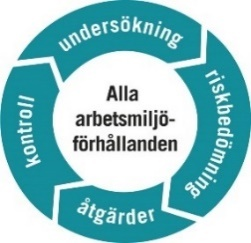 undersökning
riskbedömning
åtgärder
kontroll
Alla
arbetsmiljö-
förhållanden